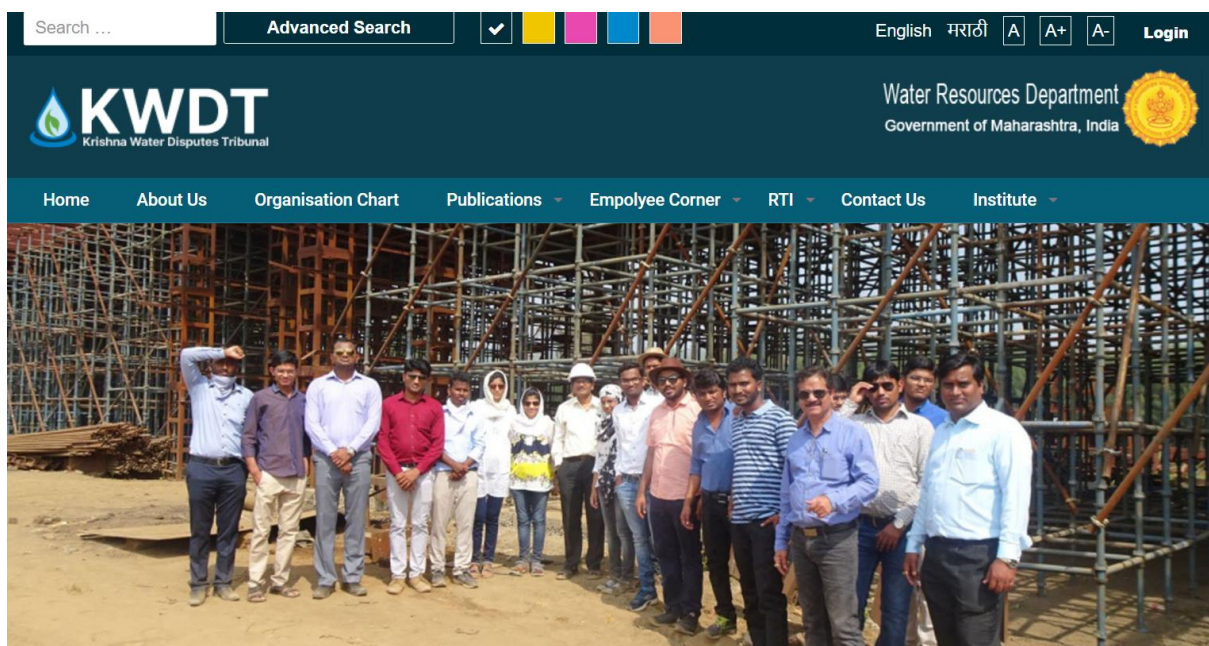 Search ...
Advanced Search
English
मराठी
A
A+
A-
Login
KWDT
Krishna Water Disputes Tribunal
Water Resources Department
Government of Maharashtra, India
Home
About Us
Organisation Chart
Publications
Empolyee Corner
RTI
Contact Us
Institute